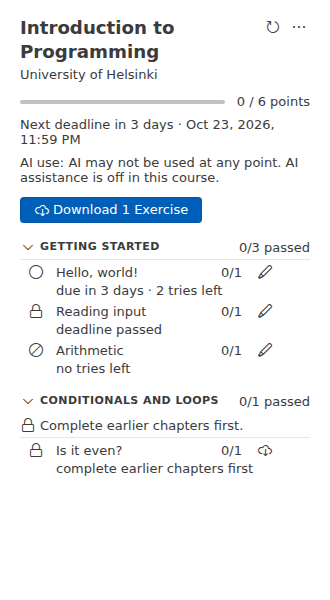 Introduction to
Programming
University of Helsinki
0 / 6 points
Next deadline in 3 days · Oct 23, 2026,
11:59 PM
AI use: AI may not be used at any point. AI
assistance is off in this course.
Download 1 Exercise
GETTING STARTED 0/3 passed
Hello, world! 0/1
due in 3 days · 2 tries left
Reading input 0/1
deadline passed
Arithmetic 0/1
no tries left
CONDITIONALS AND LOOPS 0/1 passed
Complete earlier chapters first.
Is it even? 0/1
complete earlier chapters first